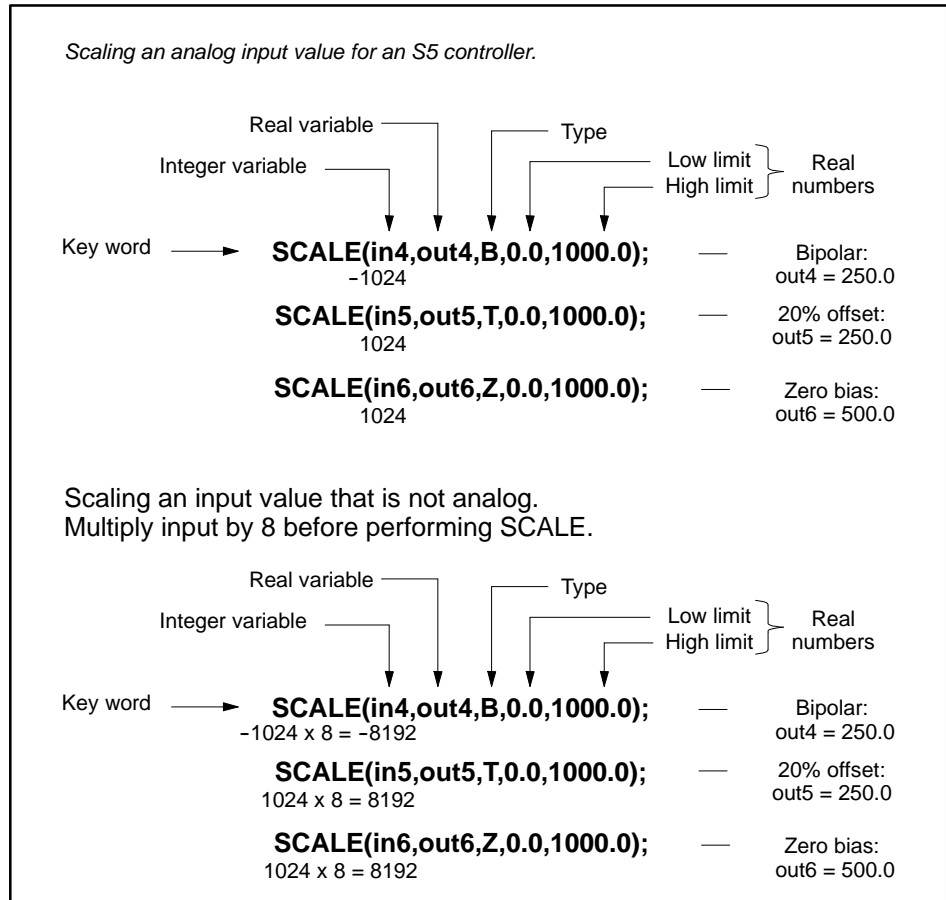 Scaling an analog input value for an S5 controller.
Real variable
Type
Integer variable
Low limit
High limit
Real
numbers
Key word
SCALE(in4,out4,B,0.0,1000.0);
−1024
—
Bipolar:
out4 = 250.0
SCALE(in5,out5,T,0.0,1000.0);
1024
—
20% offset:
out5 = 250.0
SCALE(in6,out6,Z,0.0,1000.0);
1024
—
Zero bias:
out6 = 500.0
Scaling an input value that is not analog.
Multiply input by 8 before performing SCALE.
Real variable
Type
Integer variable
Low limit
High limit
Real
numbers
Key word
SCALE(in4,out4,B,0.0,1000.0);
−1024 x 8 = −8192
—
Bipolar:
out4 = 250.0
SCALE(in5,out5,T,0.0,1000.0);
1024 x 8 = 8192
—
20% offset:
out5 = 250.0
SCALE(in6,out6,Z,0.0,1000.0);
1024 x 8 = 8192
—
Zero bias:
out6 = 500.0